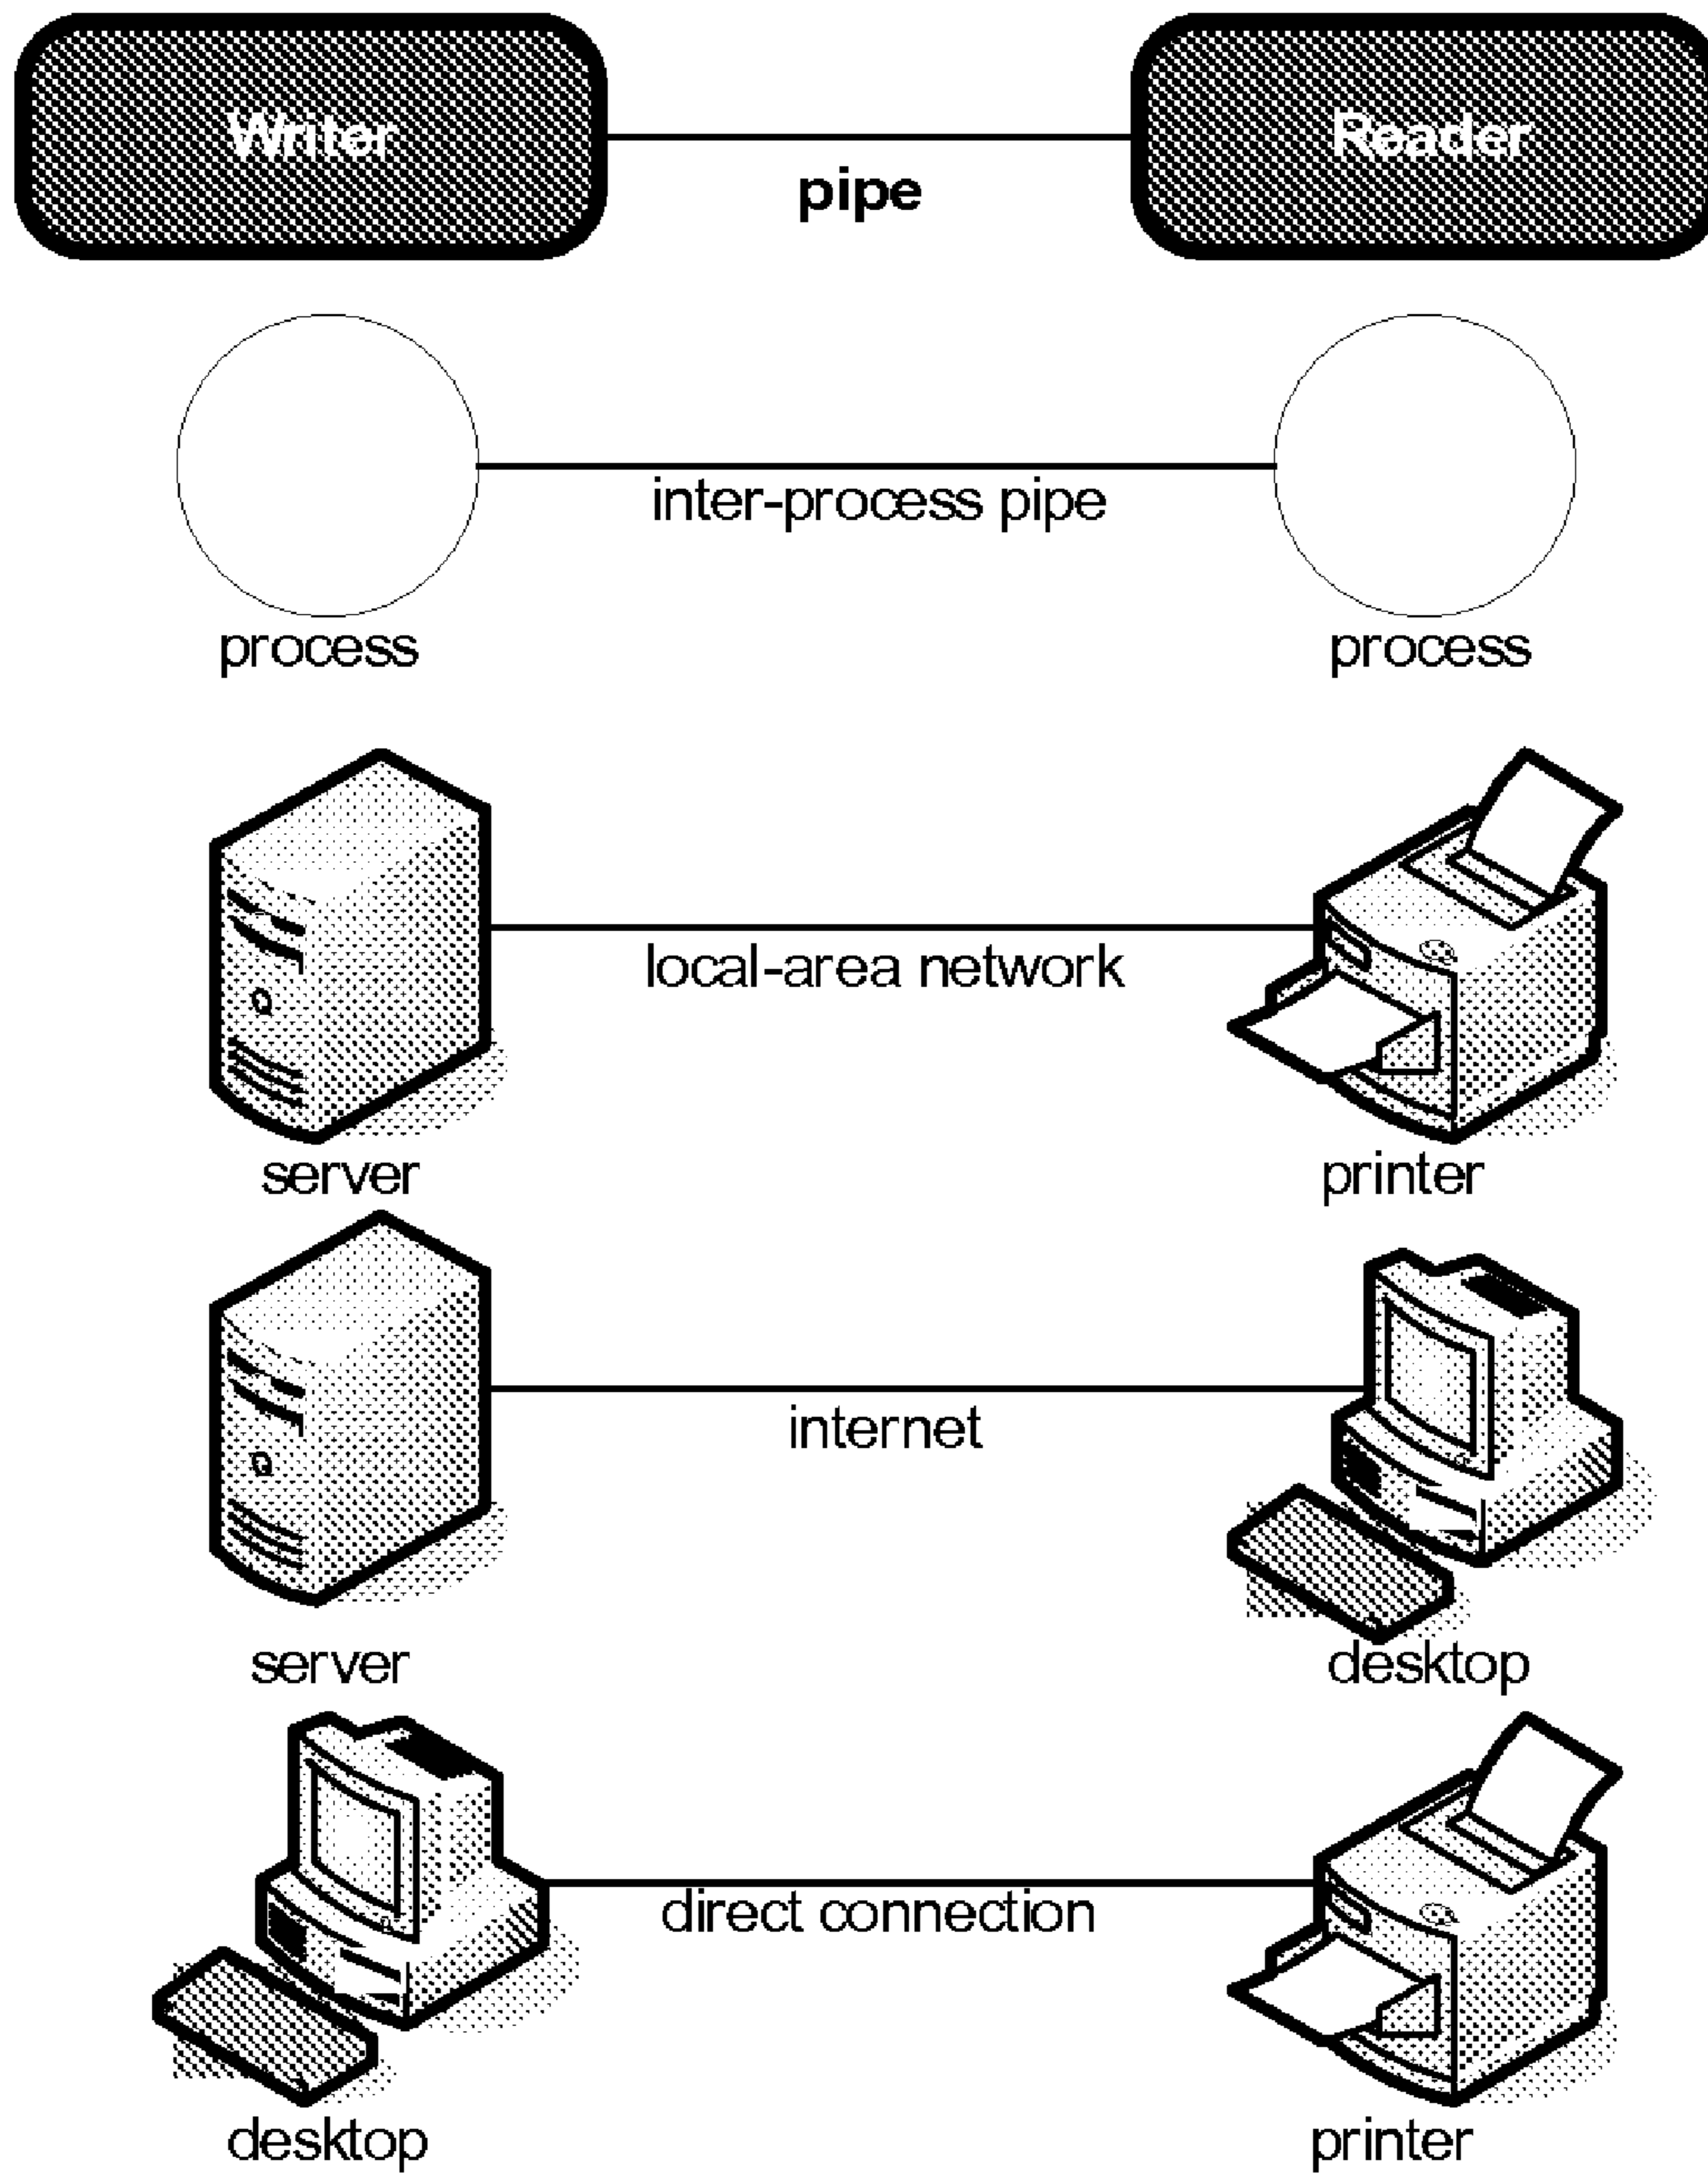 Writer
Reader
pipe
inter-process pipe
process
process
local-area network
server
printer
internet
server
desktop
direct connection
desktop
printer